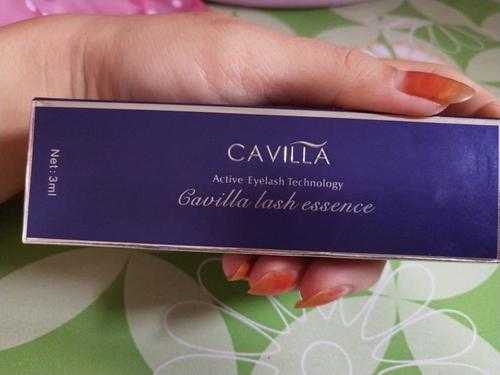 CAVILLA
Active Eyelash Technology
Cavilla lash essence
Net: 3ml